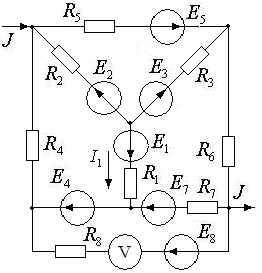 R5 E5
J
R2 E2 E3 R3
R4 I1 E1 R6
R1
E4 E7 R7 J
R8 V E8